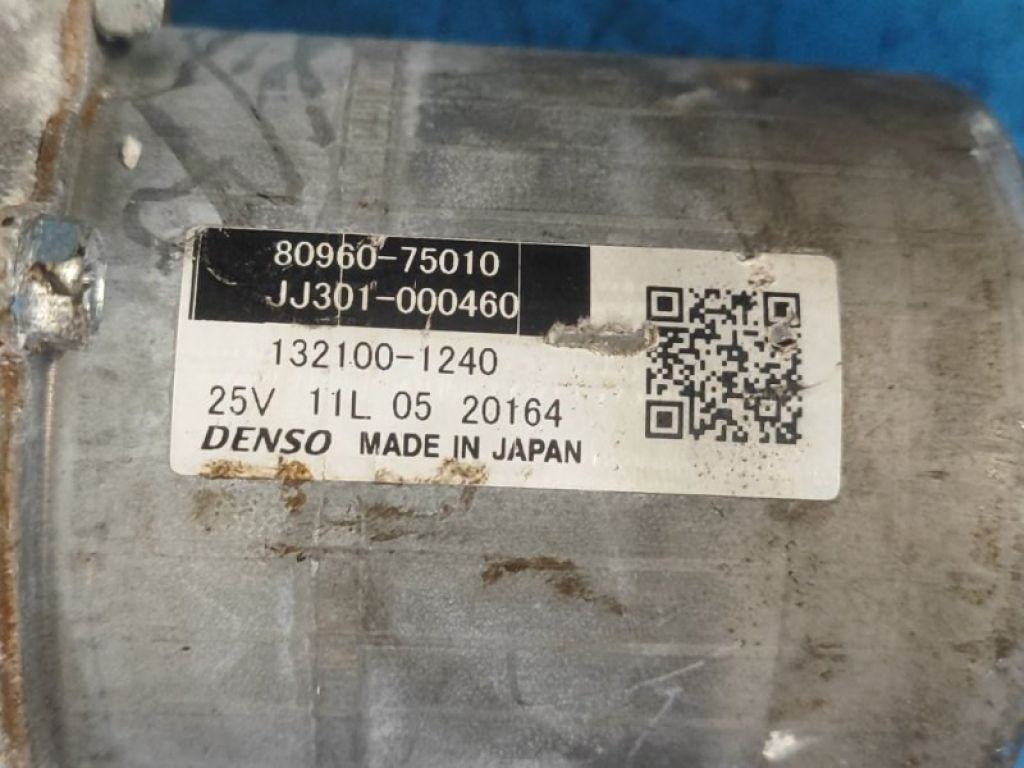 80960-75010
JJ301-000460
132100-1240
25V 11L 05 20164
DENSO MADE IN JAPAN